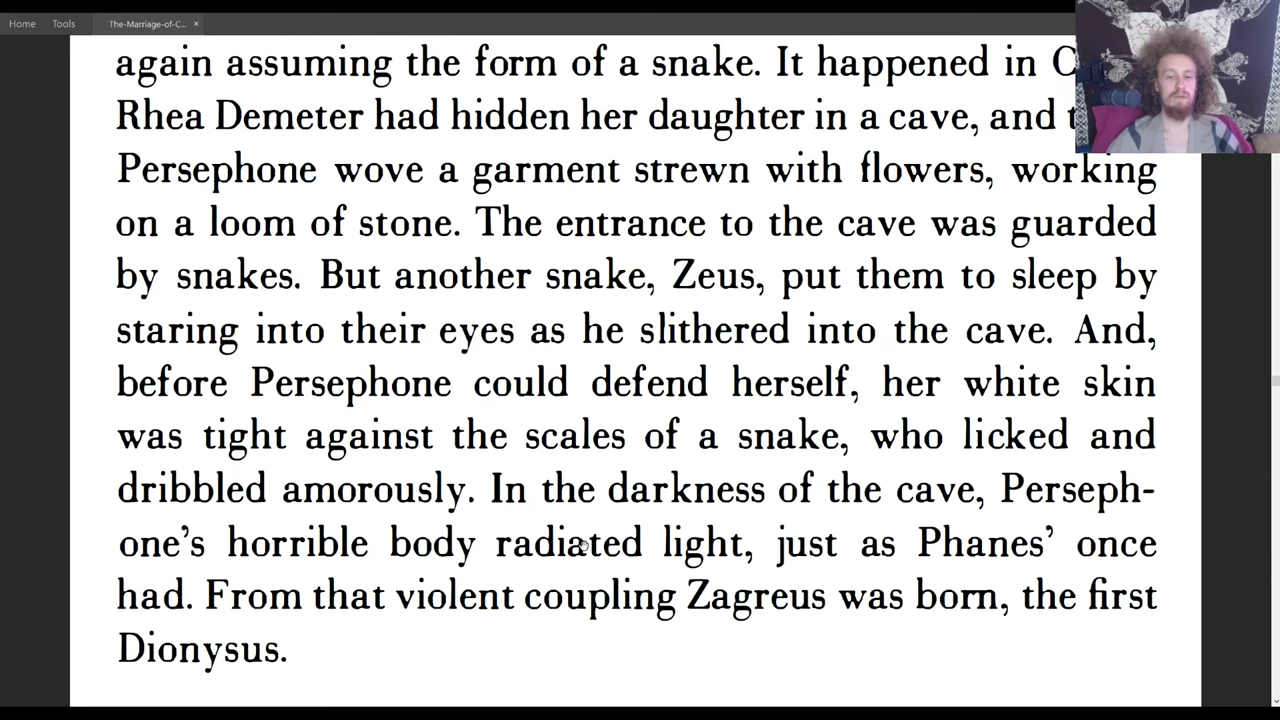 Home Tools The-Marriage-of-C... ×
again assuming the form of a snake. It happened in
Rhea Demeter had hidden her daughter in a cave, and
Persephone wove a garment strewn with flowers, working
on a loom of stone. The entrance to the cave was guarded
by snakes. But another snake, Zeus, put them to sleep by
staring into their eyes as he slithered into the cave. And,
before Persephone could defend herself, her white skin
was tight against the scales of a snake, who licked and
dribbled amorously. In the darkness of the cave, Perseph-
one’s horrible body radiated light, just as Phanes’ once
had. From that violent coupling Zagreus was born, the first
Dionysus.